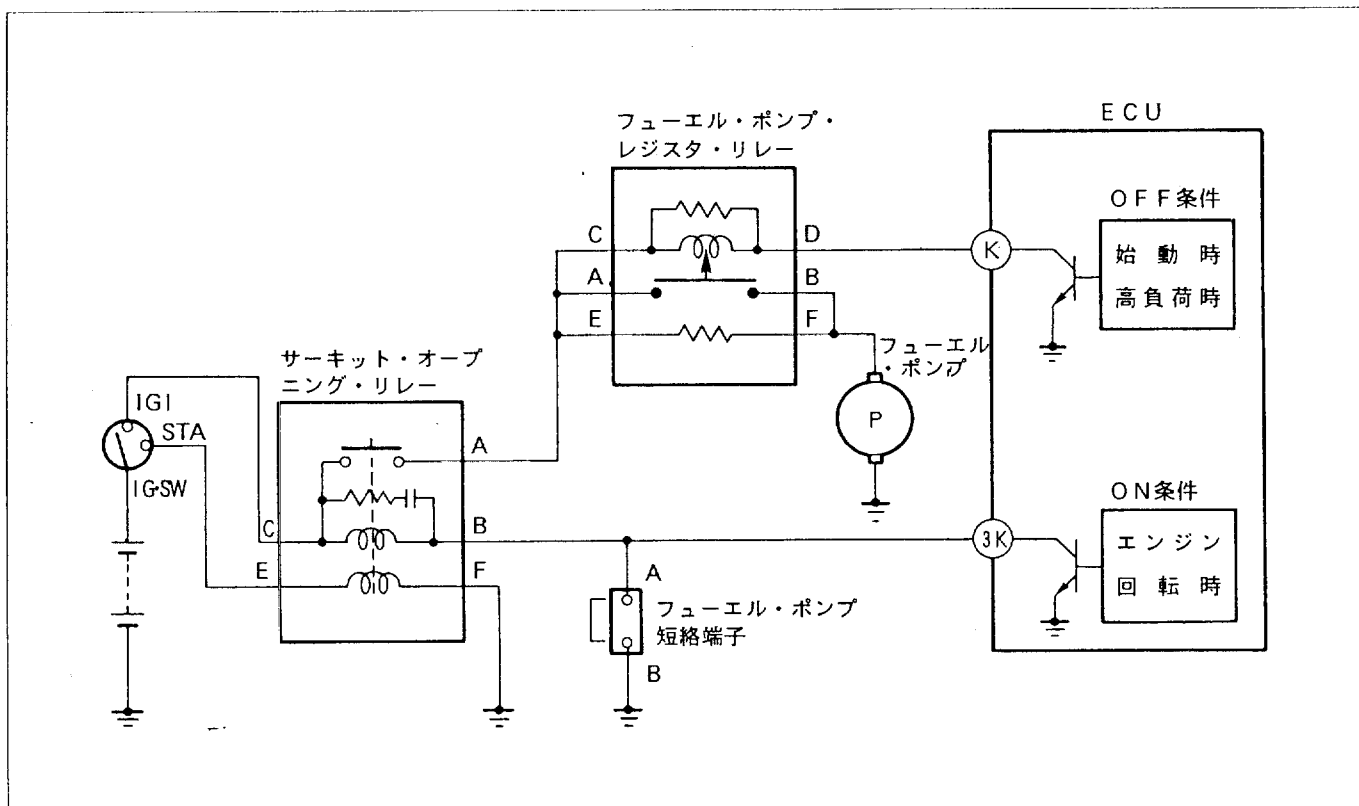 ECU
フューエル・ポンプ・
レジスタ・リレー
OFF条件
始動時
高負荷時
C
D
K
A
B
E
F
サーキット・オープ
ニング・リレー
フューエル
・ポンプ
P
IGI
STA
IG・SW
A
C
B
E
F
ON条件
エンジン
回転時
3K
A
フューエル・ポンプ
短絡端子
B